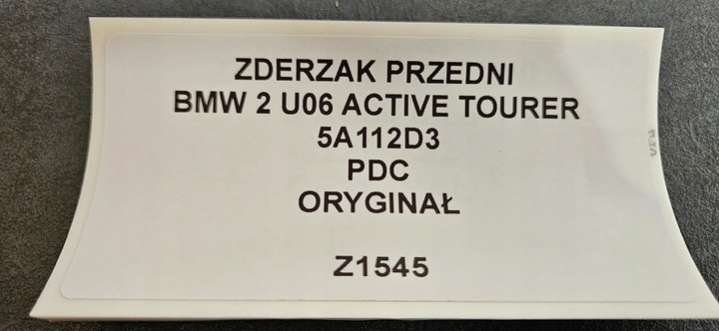 ZDERZAK PRZEDNI
BMW 2 U06 ACTIVE TOURER
5A112D3
PDC
ORYGINAŁ
Z1545